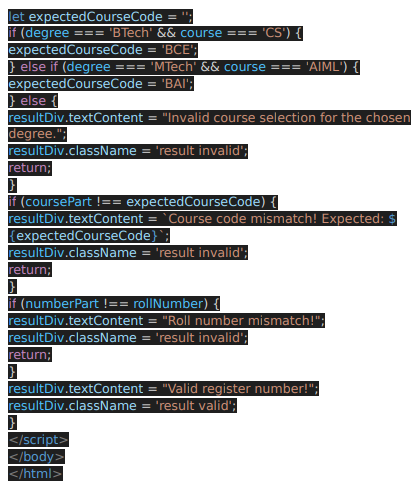 let expectedCourseCode = '';
if (degree === 'BTech' && course === 'CS') {
expectedCourseCode = 'BCE';
} else if (degree === 'MTech' && course === 'AIML') {
expectedCourseCode = 'BAI';
} else {
resultDiv.textContent = "Invalid course selection for the chosen
degree.";
resultDiv.className = 'result invalid';
return;
}
if (coursePart !== expectedCourseCode) {
resultDiv.textContent = `Course code mismatch! Expected: $
{expectedCourseCode}`;
resultDiv.className = 'result invalid';
return;
}
if (numberPart !== rollNumber) {
resultDiv.textContent = "Roll number mismatch!";
resultDiv.className = 'result invalid';
return;
}
resultDiv.textContent = "Valid register number!";
resultDiv.className = 'result valid';
}
</script>
</body>
</html>